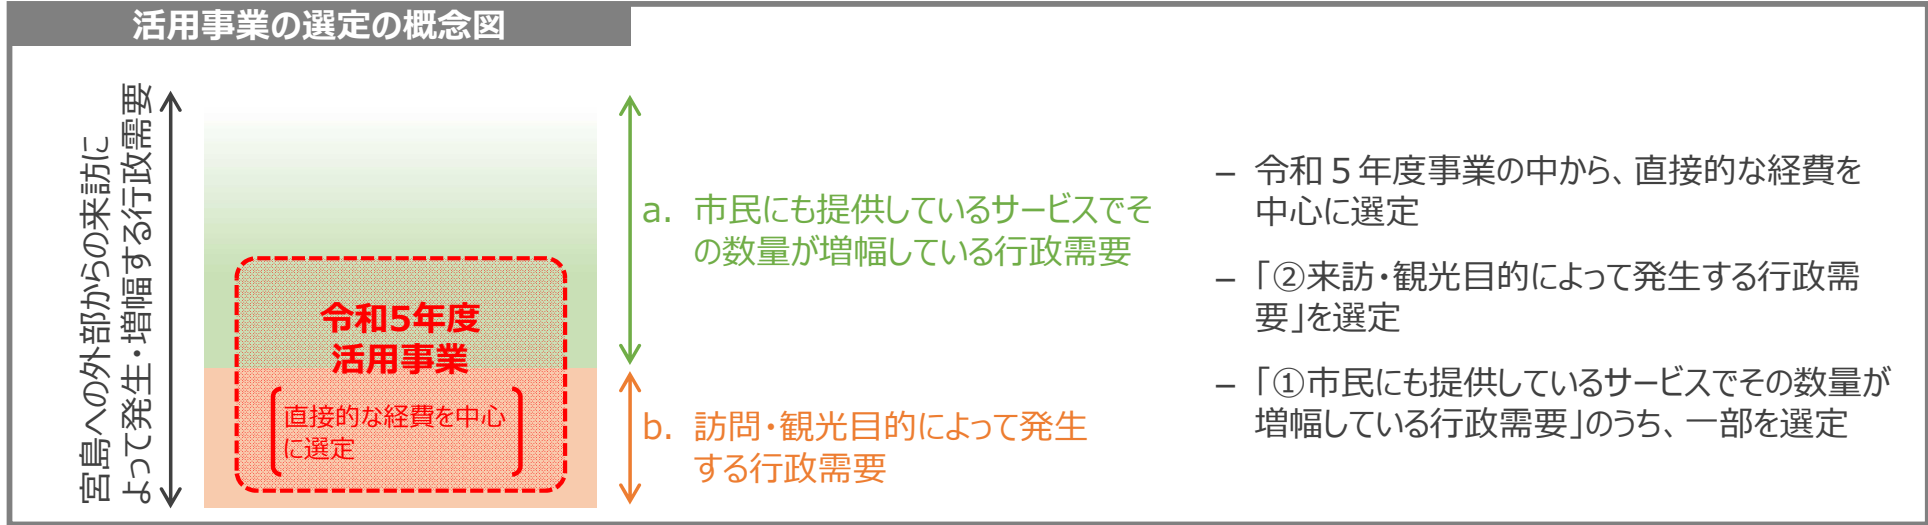 活用事業の選定の概念図
宮島への外部からの来訪に
よって発生・増幅する行政需要
令和5年度
活用事業
直接的な経費を中心
に選定
a. 市民にも提供しているサービスでそ
の数量が増幅している行政需要
b. 訪問・観光目的によって発生
する行政需要
– 令和５年度事業の中から、直接的な経費を
中心に選定
– 「②来訪・観光目的によって発生する行政需
要」を選定
– 「①市民にも提供しているサービスでその数量が
増幅している行政需要」のうち、一部を選定